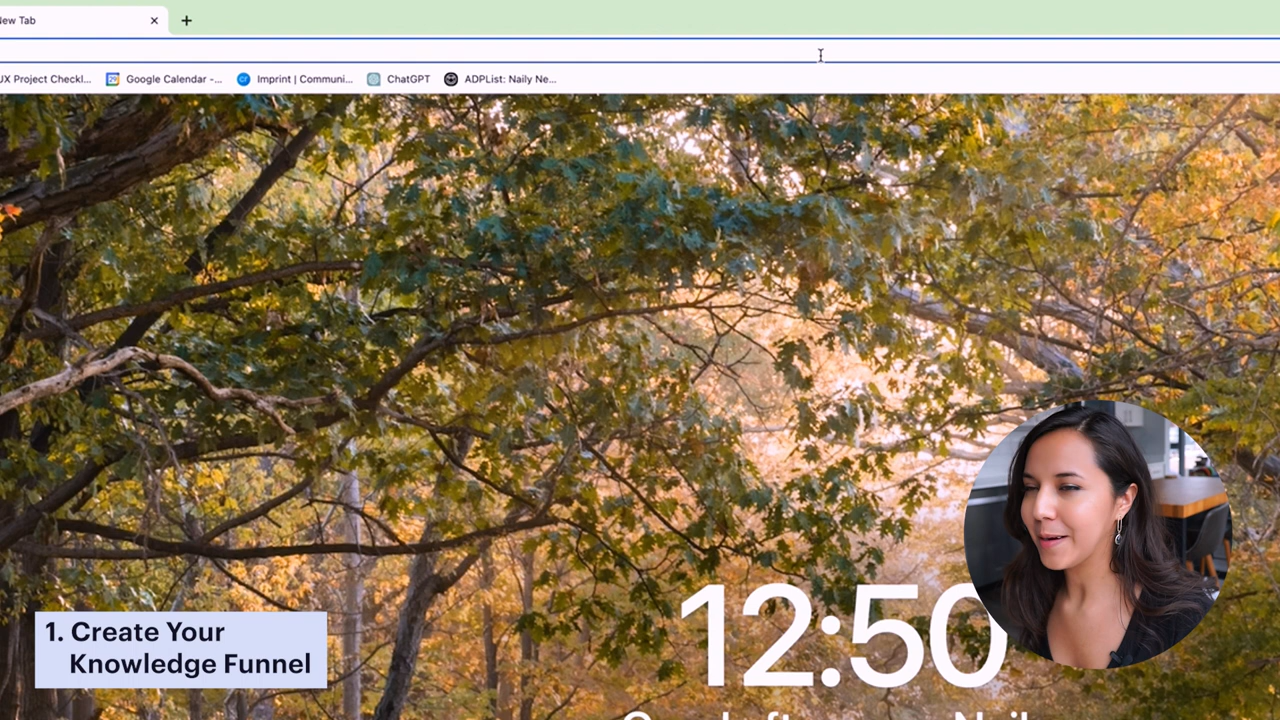 New Tab
UX Project Checkl...
Google Calendar -...
Imprint | Communi...
ChatGPT
ADPList: Naily Ne...
12:50
1. Create Your
Knowledge Funnel